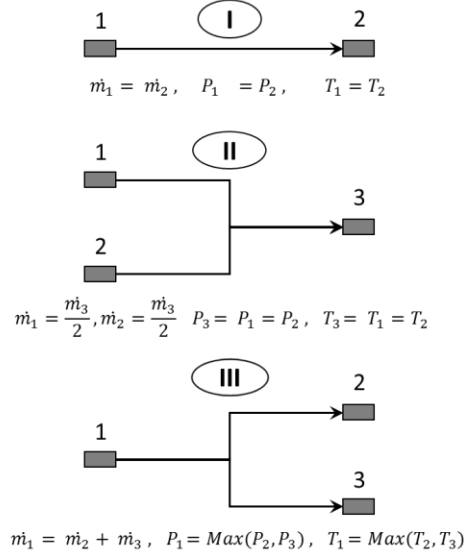 I
1 2
ṁ₁ = ṁ₂ , P₁ = P₂ , T₁ = T₂
II
1
3
2
ṁ₁ = ṁ₃/2 , ṁ₂ = ṁ₃/2 P₃ = P₁ = P₂ , T₃ = T₁ = T₂
III
2
1
3
ṁ₁ = ṁ₂ + ṁ₃ , P₁ = Max(P₂, P₃) , T₁ = Max(T₂, T₃)